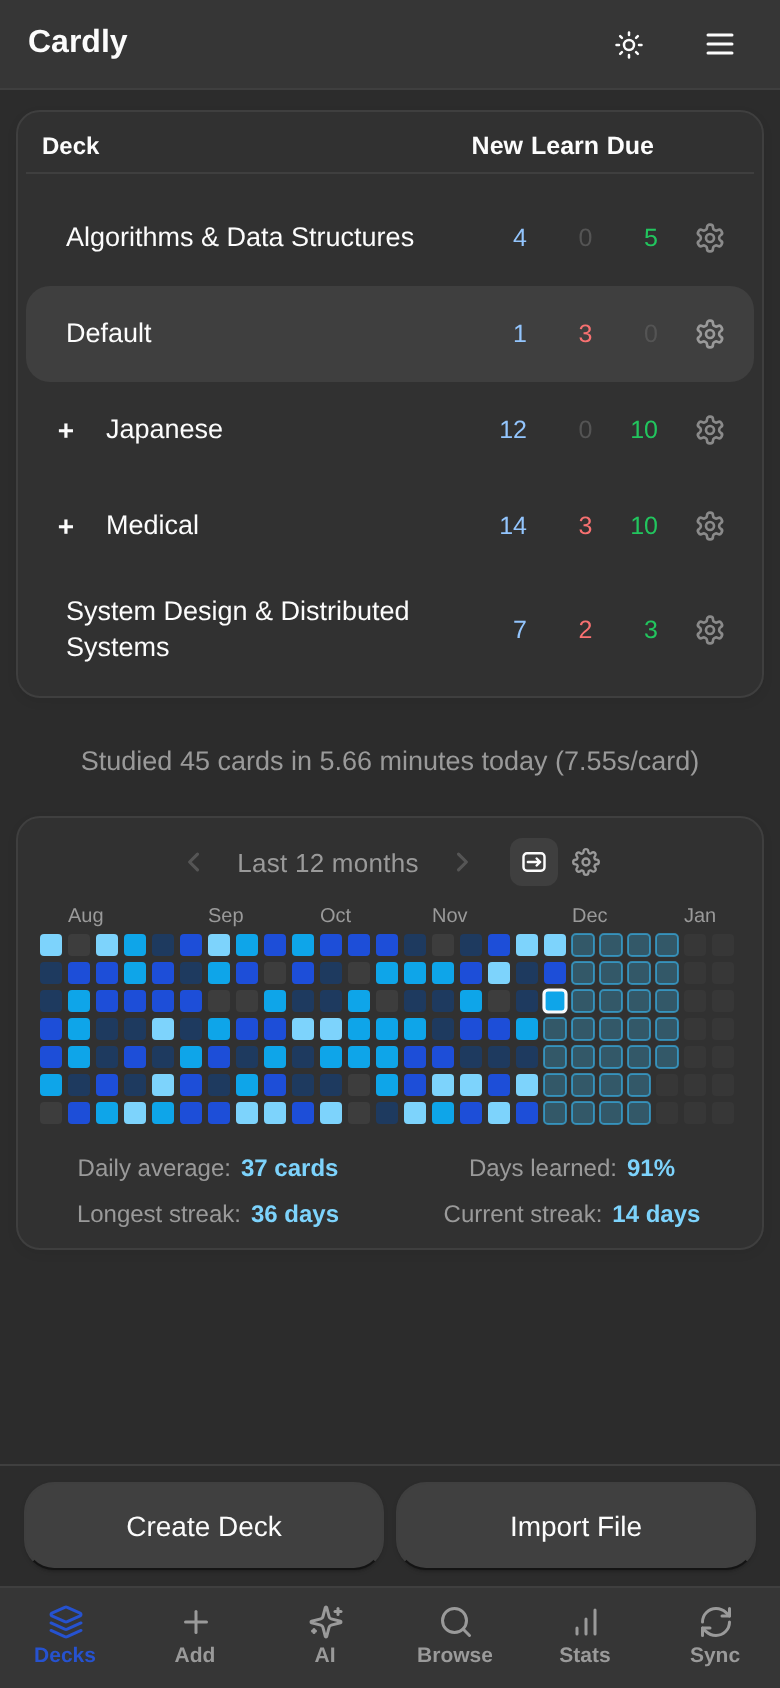 Cardly
Deck New Learn Due
Algorithms & Data Structures 4 0 5
Default 1 3 0
+ Japanese 12 0 10
+ Medical 14 3 10
System Design & Distributed
Systems 7 2 3
Studied 45 cards in 5.66 minutes today (7.55s/card)
Last 12 months
Aug Sep Oct Nov Dec Jan
Daily average: 37 cards Days learned: 91%
Longest streak: 36 days Current streak: 14 days
Create Deck Import File
Decks Add AI Browse Stats Sync